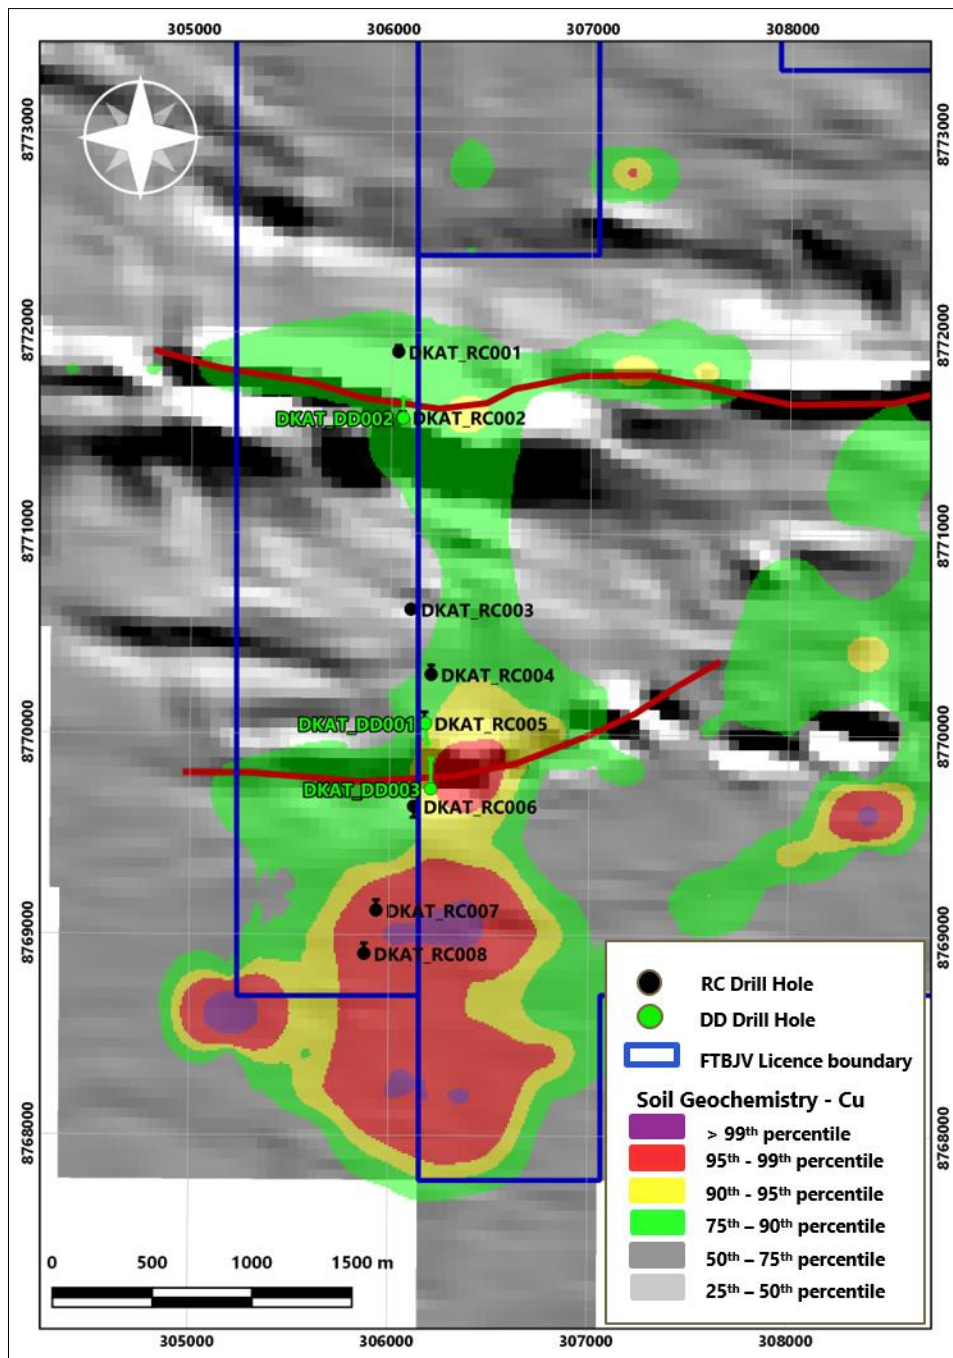 305000 306000 307000 308000
8773000 8773000
8772000 8772000
DKAT_RC001
DKAT_DD002 DKAT_RC002
8771000 8771000
DKAT_RC003
DKAT_RC004
DKAT_DD001 DKAT_RC005
8770000 8770000
DKAT_DD003
DKAT_RC006
DKAT_RC007
8769000 8769000
DKAT_RC008
RC Drill Hole
DD Drill Hole
FTBJV Licence boundary
Soil Geochemistry - Cu
> 99th percentile
8768000 8768000
95th - 99th percentile
90th - 95th percentile
75th – 90th percentile
50th – 75th percentile
25th – 50th percentile
0 500 1000 1500 m
305000 306000 307000 308000